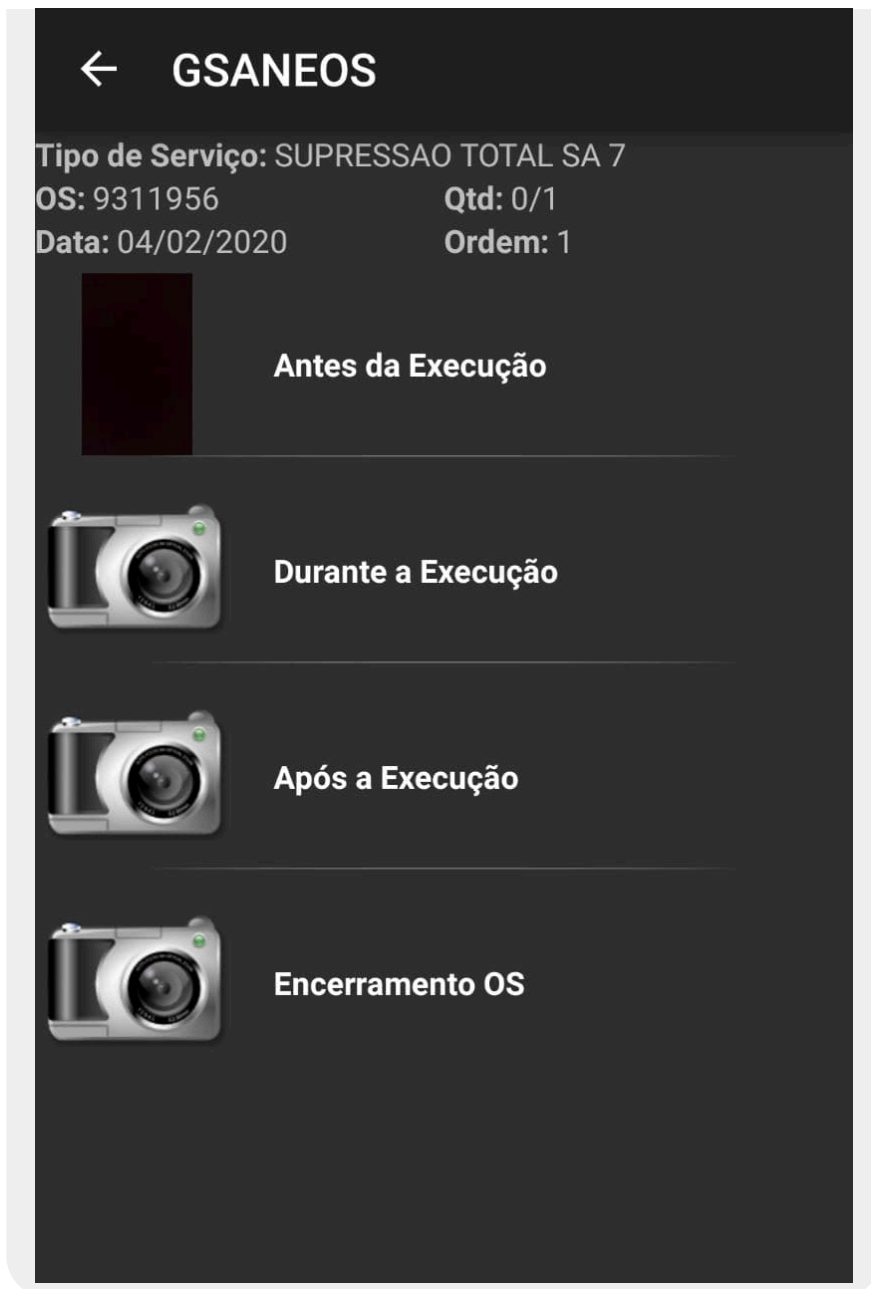 GSANEOS
Tipo de Serviço: SUPRESSAO TOTAL SA 7
OS: 9311956 Qtd: 0/1
Data: 04/02/2020 Ordem: 1
Antes da Execução
Durante a Execução
Após a Execução
Encerramento OS